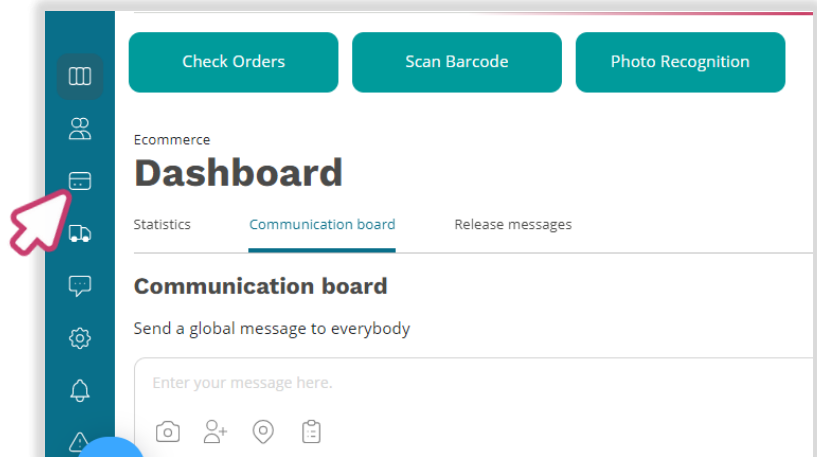 Check Orders
Scan Barcode
Photo Recognition
Ecommerce
Dashboard
Statistics
Communication board
Release messages
Communication board
Send a global message to everybody
Enter your message here.